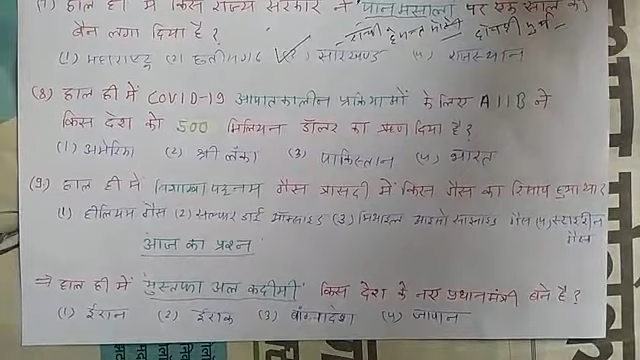 (7) हाल ही में किस राज्य सरकार ने "पानमसाला" पर एक साल का
बैन लगा दिया है?
(1) महाराष्ट्र (2) छत्तीसगढ़ (3) झारखण्ड (4) राजस्थान
(8) हाल ही में COVID-19 आपातकालीन प्रक्रियाओं के लिए AIIB ने
किस देश को 500 मिलियन डॉलर का ऋण दिया है?
(1) अमेरिका (2) श्री लंका (3) पाकिस्तान (4) भारत
(9) हाल ही में विशाखापट्टनम गैस त्रासदी में किस गैस का रिसाव हुआ था?
(1) हीलियम गैस (2) सल्फर डाई ऑक्साइड (3) मिथाइल आइसो साइनाइड गैस (4) स्टाइरीन
गैस
आज का प्रश्न
⇒ हाल ही में 'मुस्तफा अल कदीमी' किस देश के नए प्रधानमंत्री बने है?
(1) ईरान (2) ईराक (3) बांग्लादेश (4) जापान